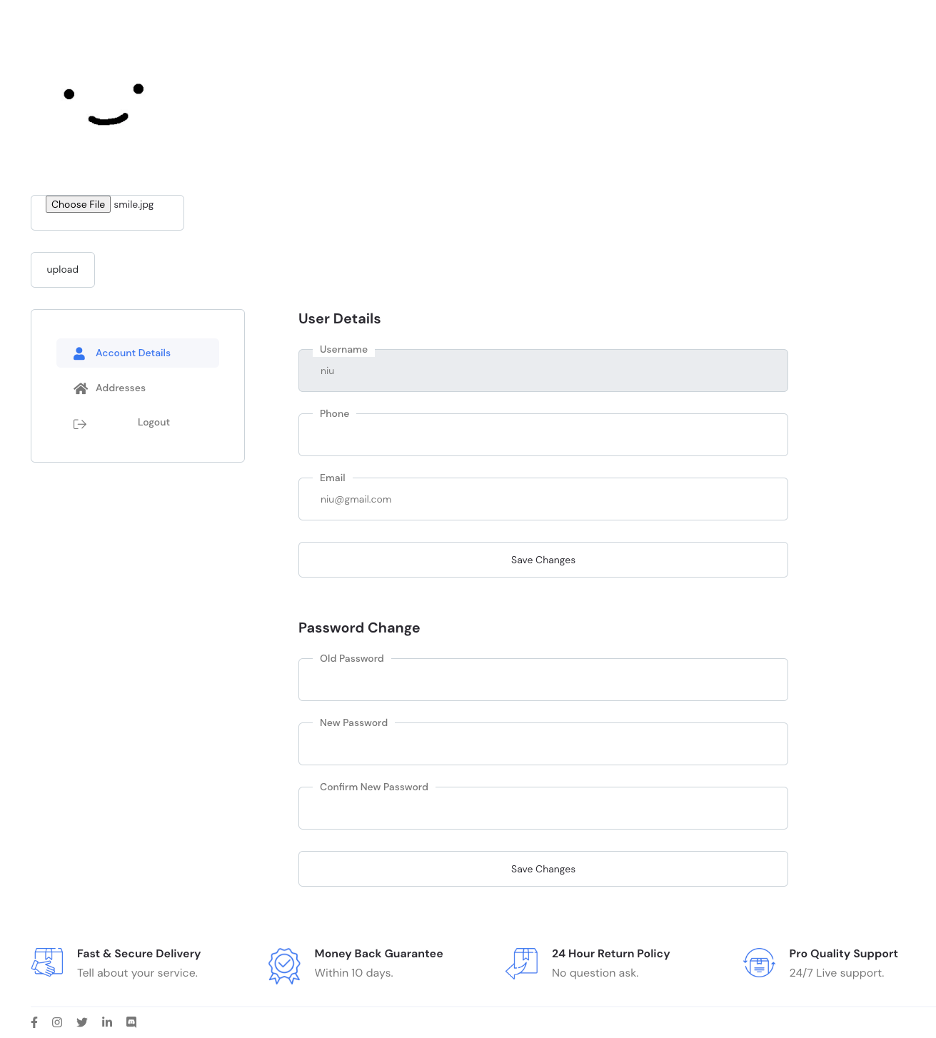 Choose File smile.jpg
upload
Account Details
Addresses
Logout
User Details
Username
niu
Phone
Email
niu@gmail.com
Save Changes
Password Change
Old Password
New Password
Confirm New Password
Save Changes
Fast & Secure Delivery
Tell about your service.
Money Back Guarantee
Within 10 days.
24 Hour Return Policy
No question ask.
Pro Quality Support
24/7 Live support.